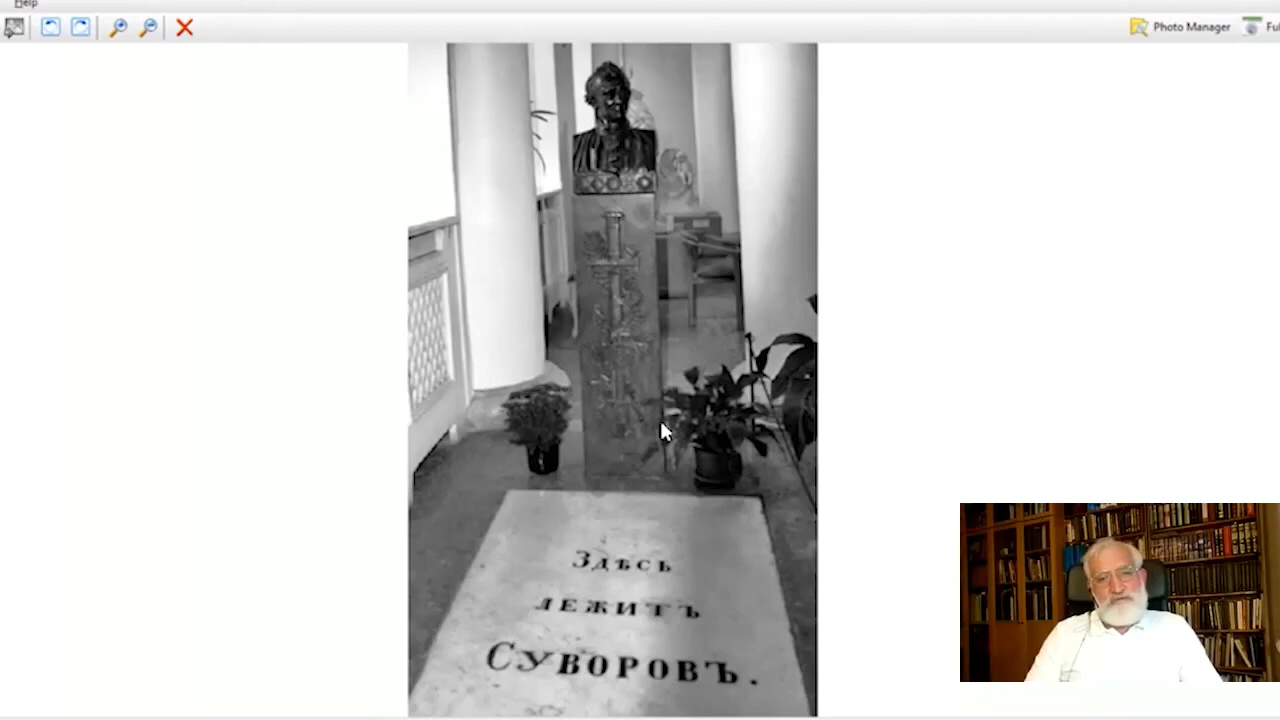 Help
Photo Manager
Здѣсь
лежитъ
Суворовъ.